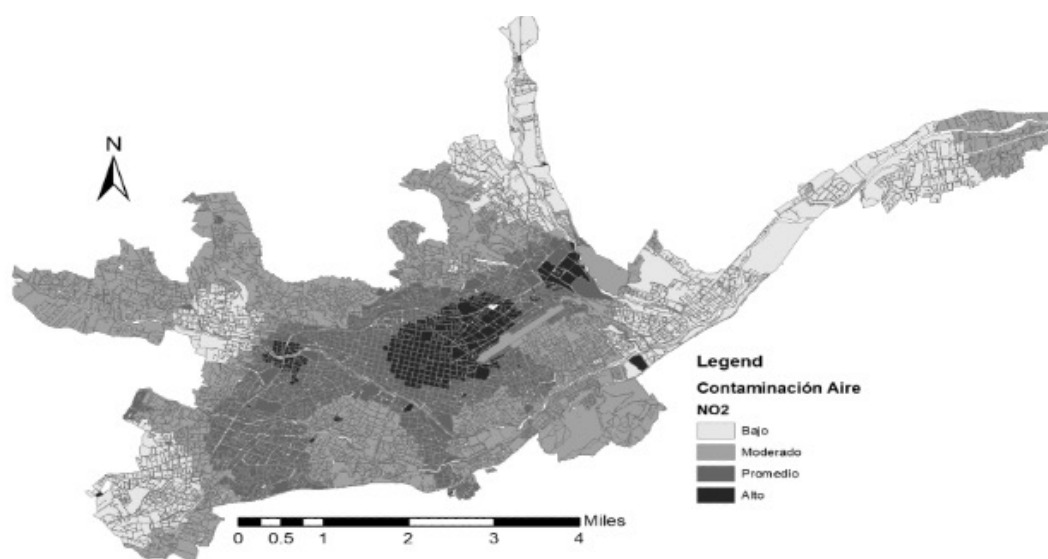 N
Legend
Contaminación Aire
NO2
Bajo
Moderado
Promedio
Alto
Miles
0 0.5 1 2 3 4